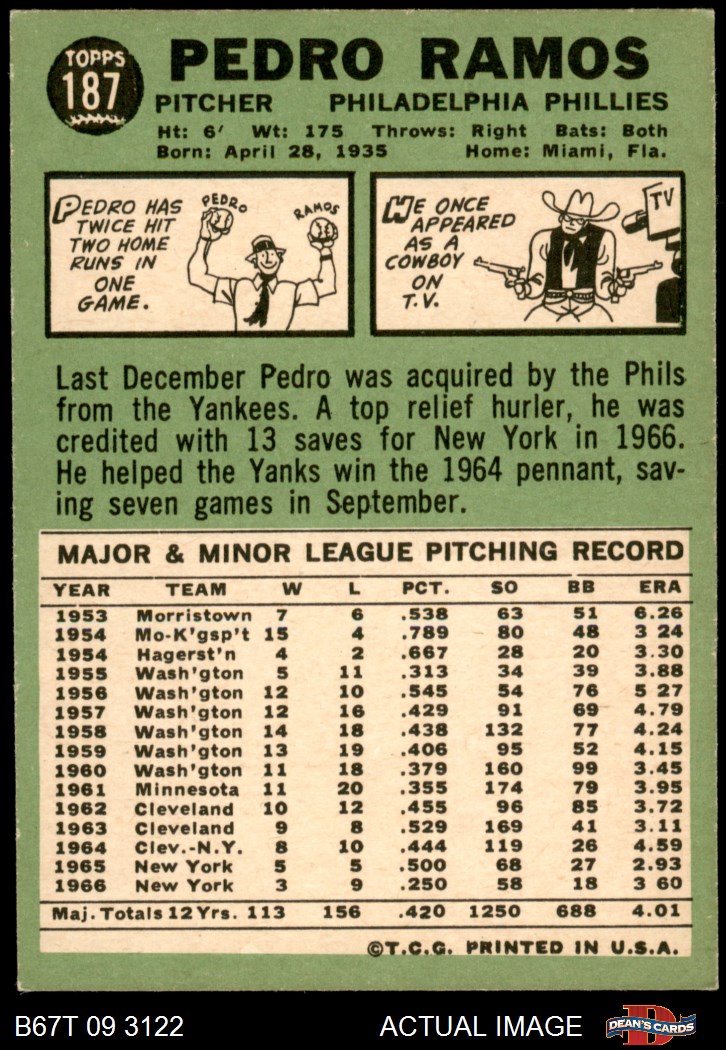 TOPPS
187
PEDRO RAMOS
PITCHER PHILADELPHIA PHILLIES
Ht: 6' Wt: 175 Throws: Right Bats: Both
Born: April 28, 1935 Home: Miami, Fla.
PEDRO HAS
TWICE HIT
TWO HOME
RUNS IN
ONE
GAME.
PEDRO
RAMOS
HE ONCE
APPEARED
AS A
COWBOY
ON
T.V.
TV
Last December Pedro was acquired by the Phils
from the Yankees. A top relief hurler, he was
credited with 13 saves for New York in 1966.
He helped the Yanks win the 1964 pennant, sav-
ing seven games in September.
MAJOR & MINOR LEAGUE PITCHING RECORD
YEAR TEAM W L PCT. SO BB ERA
1953 Morristown 7 6 .538 63 51 6.26
1954 Mo-K'gsp't 15 4 .789 80 48 3 24
1954 Hagerst'n 4 2 .667 28 20 3.30
1955 Wash'gton 5 11 .313 34 39 3.88
1956 Wash'gton 12 10 .545 54 76 5 27
1957 Wash'gton 12 16 .429 91 69 4.79
1958 Wash'gton 14 18 .438 132 77 4.24
1959 Wash'gton 13 19 .406 95 52 4.15
1960 Wash'gton 11 18 .379 160 99 3.45
1961 Minnesota 11 20 .355 174 79 3.95
1962 Cleveland 10 12 .455 96 85 3.72
1963 Cleveland 9 8 .529 169 41 3.11
1964 Clev.-N.Y. 8 10 .444 119 26 4.59
1965 New York 5 5 .500 68 27 2.93
1966 New York 3 9 .250 58 18 3 60
Maj. Totals 12 Yrs. 113 156 .420 1250 688 4.01
©T.C.G. PRINTED IN U.S.A.
B67T 09 3122 ACTUAL IMAGE
D
DEAN'S CARDS